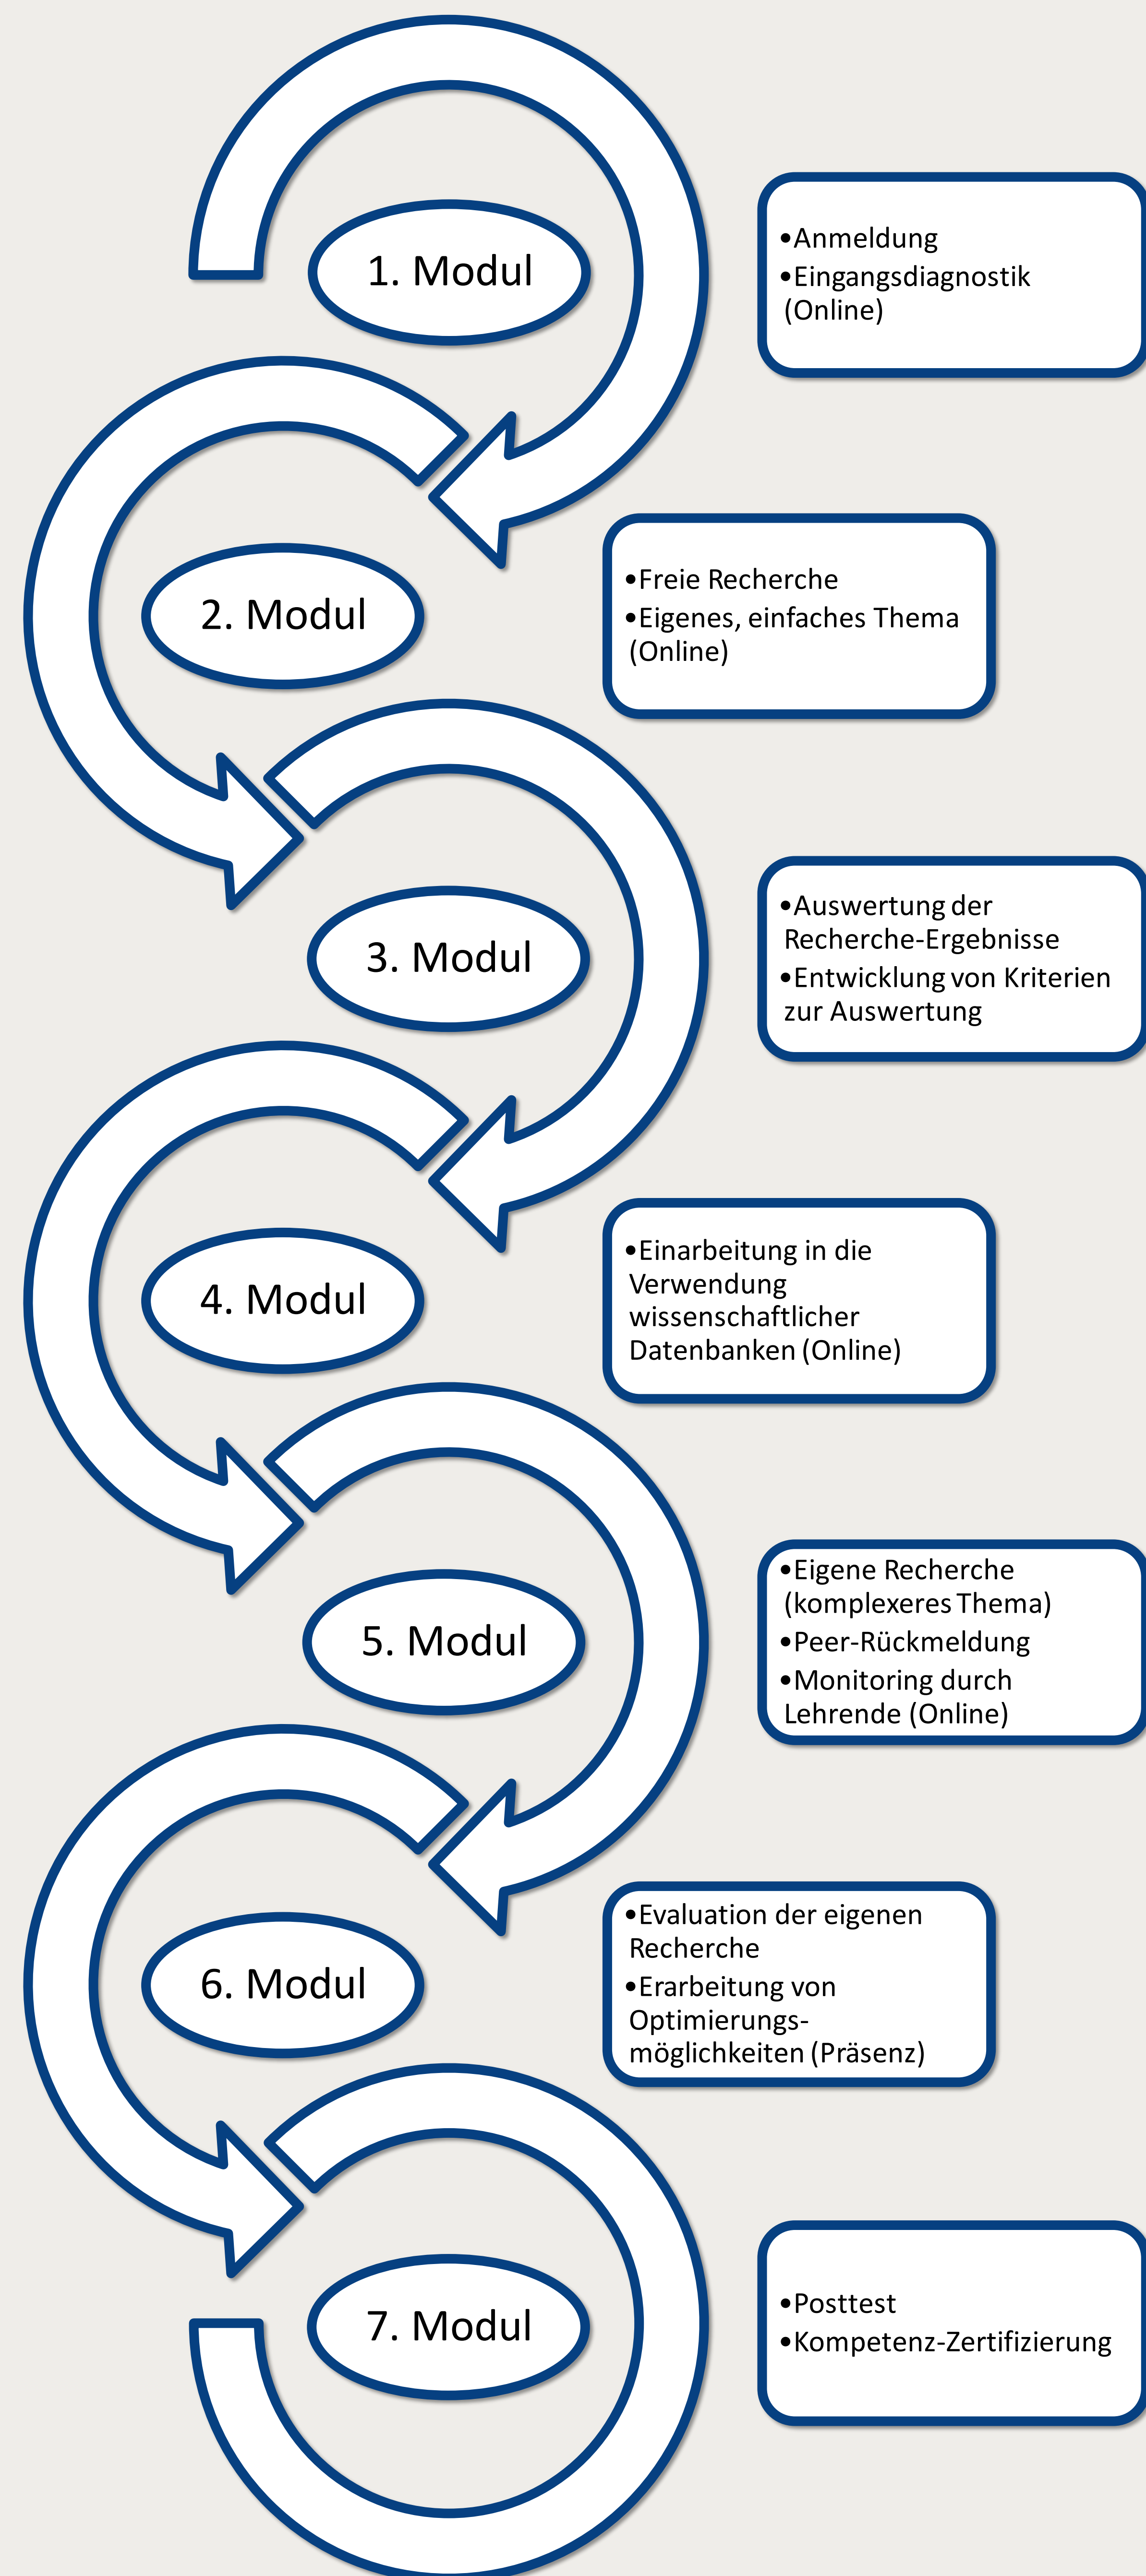 1. Modul
•Anmeldung
•Eingangsdiagnostik
(Online)
2. Modul
•Freie Recherche
•Eigenes, einfaches Thema
(Online)
3. Modul
•Auswertung der
Recherche-Ergebnisse
•Entwicklung von Kriterien
zur Auswertung
4. Modul
•Einarbeitung in die
Verwendung
wissenschaftlicher
Datenbanken (Online)
5. Modul
•Eigene Recherche
(komplexeres Thema)
•Peer-Rückmeldung
•Monitoring durch
Lehrende (Online)
6. Modul
•Evaluation der eigenen
Recherche
•Erarbeitung von
Optimierungs-
möglichkeiten (Präsenz)
7. Modul
•Posttest
•Kompetenz-Zertifizierung